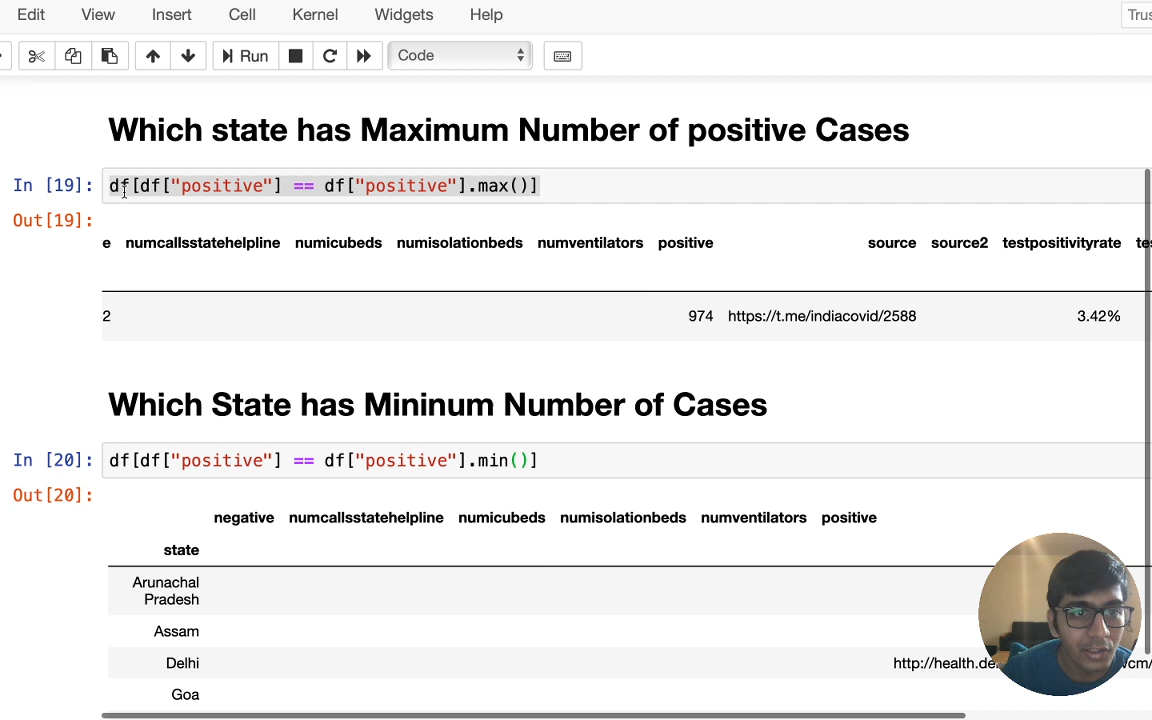 Edit View Insert Cell Kernel Widgets Help Trus
Run Code
Which state has Maximum Number of positive Cases
In [19]: df[df["positive"] == df["positive"].max()]
Out[19]:
e numcallsstatehelpline numicubeds numisolationbeds numventilators positive source source2 testpositivityrate tes
2 974 https://t.me/indiacovid/2588 3.42%
Which State has Mininum Number of Cases
In [20]: df[df["positive"] == df["positive"].min()]
Out[20]:
negative numcallsstatehelpline numicubeds numisolationbeds numventilators positive
state
Arunachal
Pradesh
Assam
Delhi http://health.de vcm/
Goa